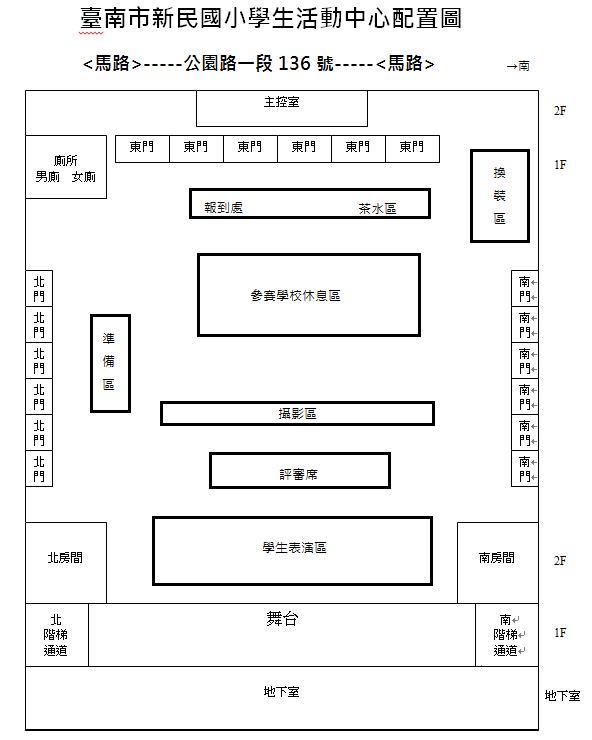 臺南市新民國小學生活動中心配置圖
<馬路>-----公園路一段 136 號-----<馬路>
→南
主控室
2F
廁所
男廁 女廁
東門 東門 東門 東門 東門 東門
1F
換
裝
區
報到處 茶水區
參賽學校休息區
北
門
北
門
北
門
北
門
北
門
北
門
準
備
區
南
門
南
門
南
門
南
門
南
門
南
門
攝影區
評審席
學生表演區
北房間
南房間
2F
北
階梯
通道
舞台
南
階梯
通道
1F
地下室
地下室